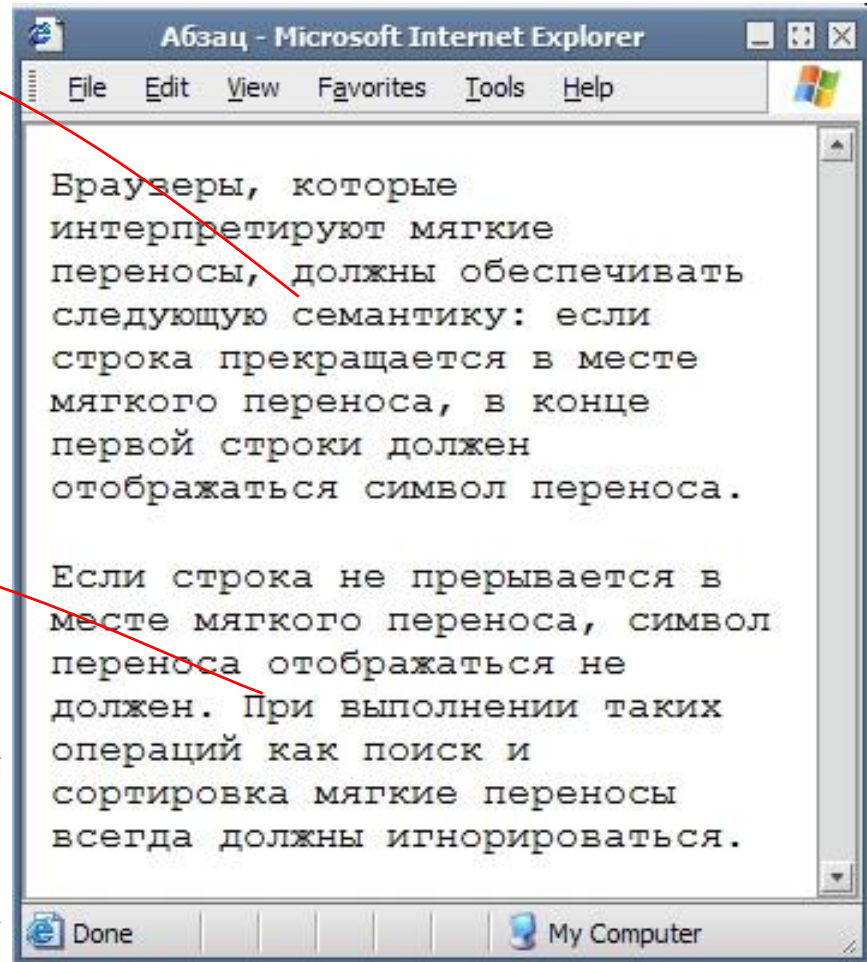 Абзац - Microsoft Internet Explorer
File Edit View Favorites Tools Help
Брауверы, которые
интерпретируют мягкие
переносы, должны обеспечивать
следующую семантику: если
строка прекращается в месте
мягкого переноса, в конце
первой строки должен
отображаться символ переноса.
Если строка не прерывается в
месте мягкого переноса, символ
переноса отображаться не
должен. При выполнении таких
операций как поиск и
сортировка мягкие переносы
всегда должны игнорироваться.
Done My Computer